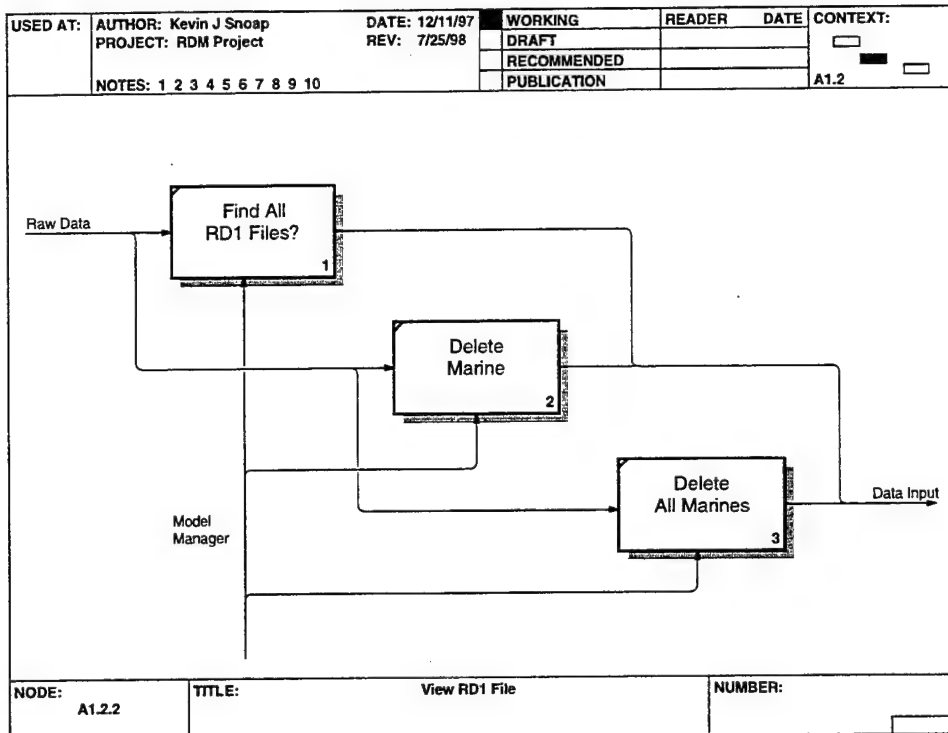 USED AT:
AUTHOR: Kevin J Snoap
DATE: 12/11/97
WORKING
READER
DATE
CONTEXT:
PROJECT: RDM Project
REV: 7/25/98
DRAFT
RECOMMENDED
NOTES: 1 2 3 4 5 6 7 8 9 10
PUBLICATION
A1.2
Raw Data
Find All
RD1 Files?
1
Delete
Marine
2
Delete
All Marines
3
Data Input
Model
Manager
NODE:
A1.2.2
TITLE:
View RD1 File
NUMBER: